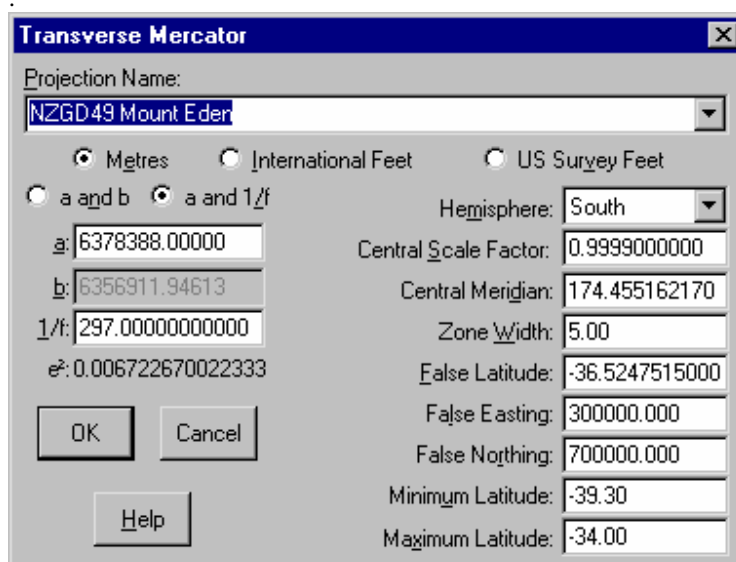 Transverse Mercator
Projection Name:
NZGD49 Mount Eden
Metres International Feet US Survey Feet
a and b a and 1/f
Hemisphere: South
a: 6378388.00000
Central Scale Factor: 0.9999000000
b: 6356911.94613
Central Meridian: 174.455162170
1/f: 297.00000000000
Zone Width: 5.00
e²: 0.006722670022333
False Latitude: -36.5247515000
False Easting: 300000.000
OK Cancel
False Northing: 700000.000
Minimum Latitude: -39.30
Help
Maximum Latitude: -34.00